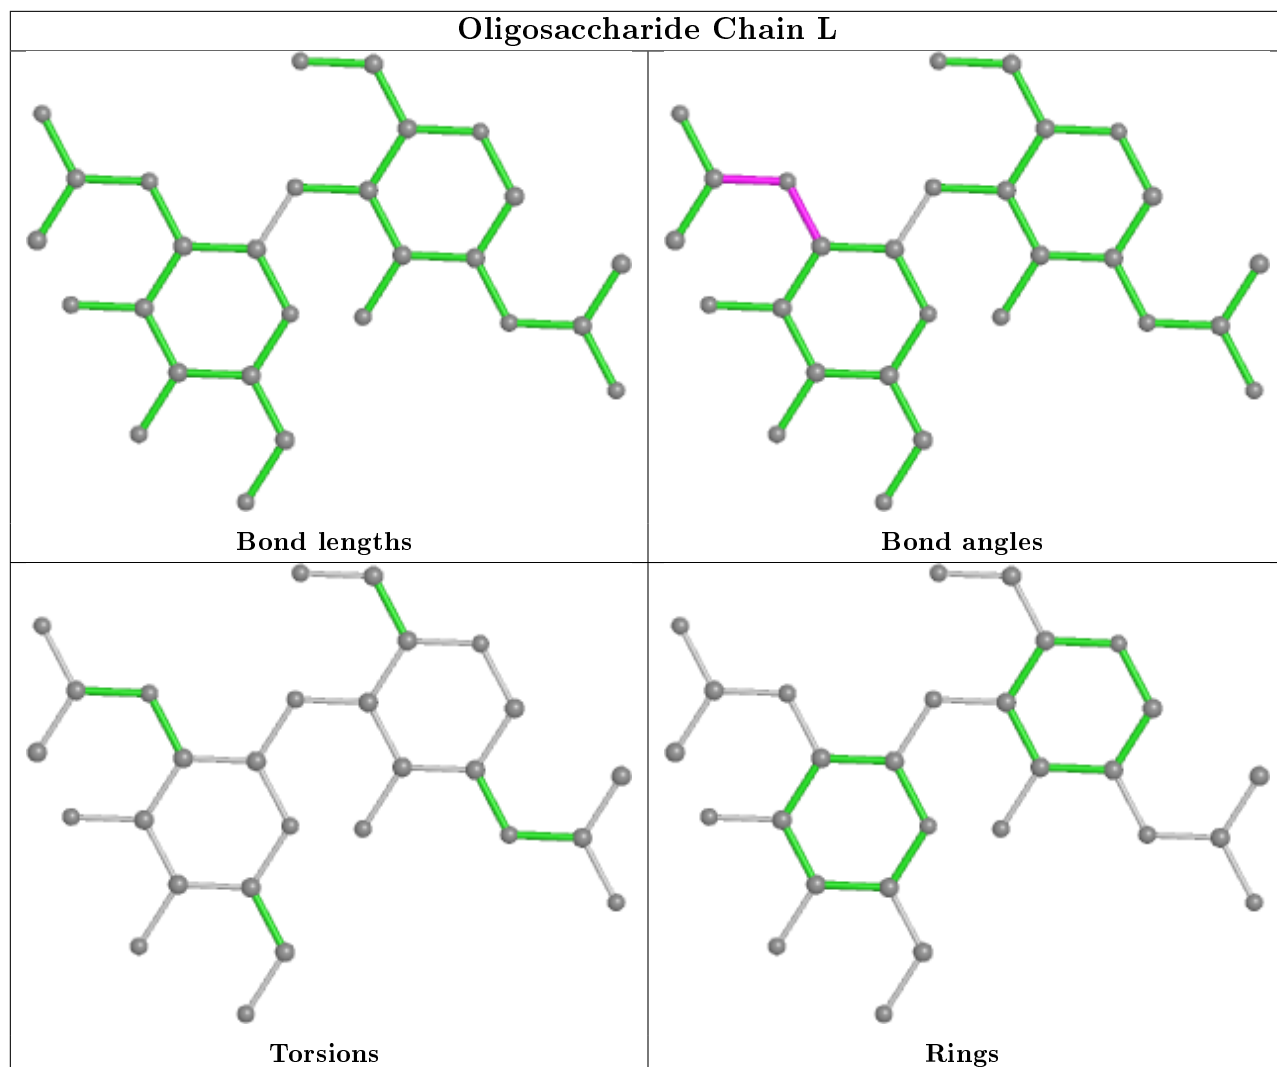 Oligosaccharide Chain L
Bond lengths
Bond angles
Torsions
Rings